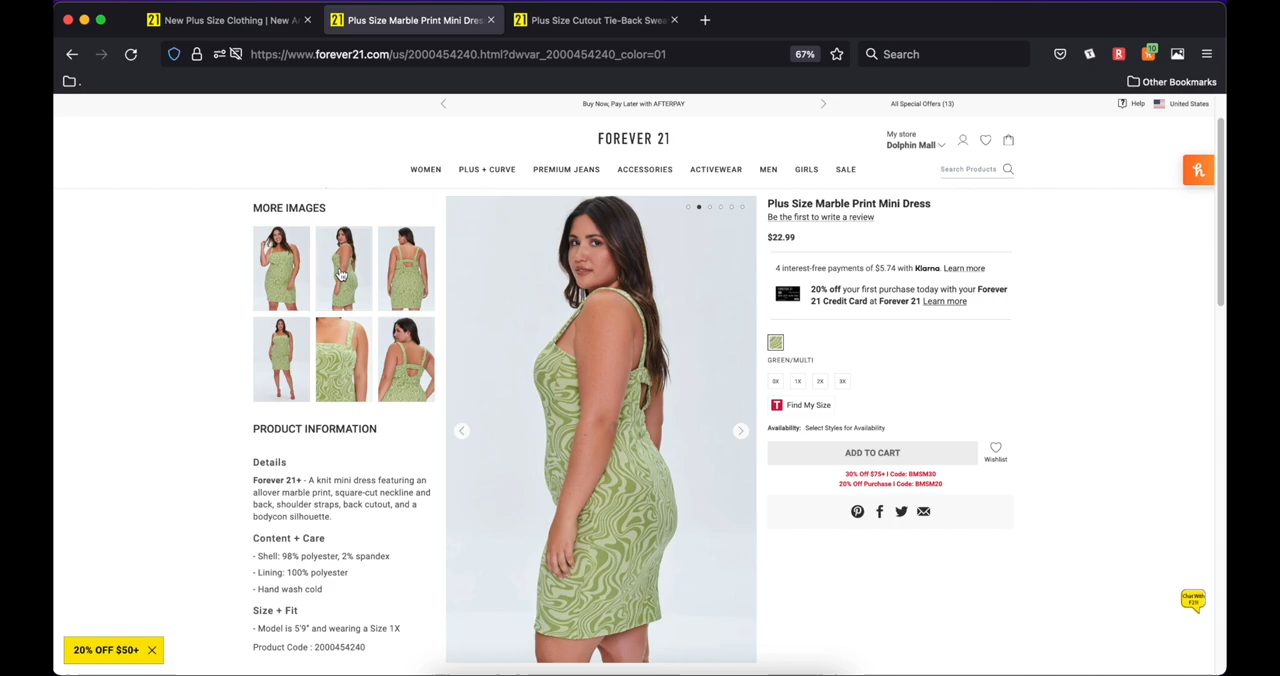 21 New Plus Size Clothing | New A
21 Plus Size Marble Print Mini Dres
21 Plus Size Cutout Tie-Back Swea
https://www.forever21.com/us/2000454240.html?dwvar_2000454240_color=01
67%
Search
R
10
.
Other Bookmarks
Buy Now, Pay Later with AFTERPAY
All Special Offers (13)
Help
United States
FOREVER 21
My store
Dolphin Mall
WOMEN
PLUS + CURVE
PREMIUM JEANS
ACCESSORIES
ACTIVEWEAR
MEN
GIRLS
SALE
Search Products
h
MORE IMAGES
Plus Size Marble Print Mini Dress
Be the first to write a review
$22.99
4 interest-free payments of $5.74 with Klarna. Learn more
20% off your first purchase today with your Forever
21 Credit Card at Forever 21 Learn more
GREEN/MULTI
0X
1X
2X
3X
T Find My Size
Availability: Select Styles for Availability
ADD TO CART
Wishlist
30% Off $75+ I Code: BMSM30
20% Off Purchase I Code: BMSM20
PRODUCT INFORMATION
Details
Forever 21+ - A knit mini dress featuring an
allover marble print, square-cut neckline and
back, shoulder straps, back cutout, and a
bodycon silhouette.
Content + Care
- Shell: 98% polyester, 2% spandex
- Lining: 100% polyester
- Hand wash cold
Size + Fit
- Model is 5'9" and wearing a Size 1X
Product Code : 2000454240
20% OFF $50+
Chat With
F21!